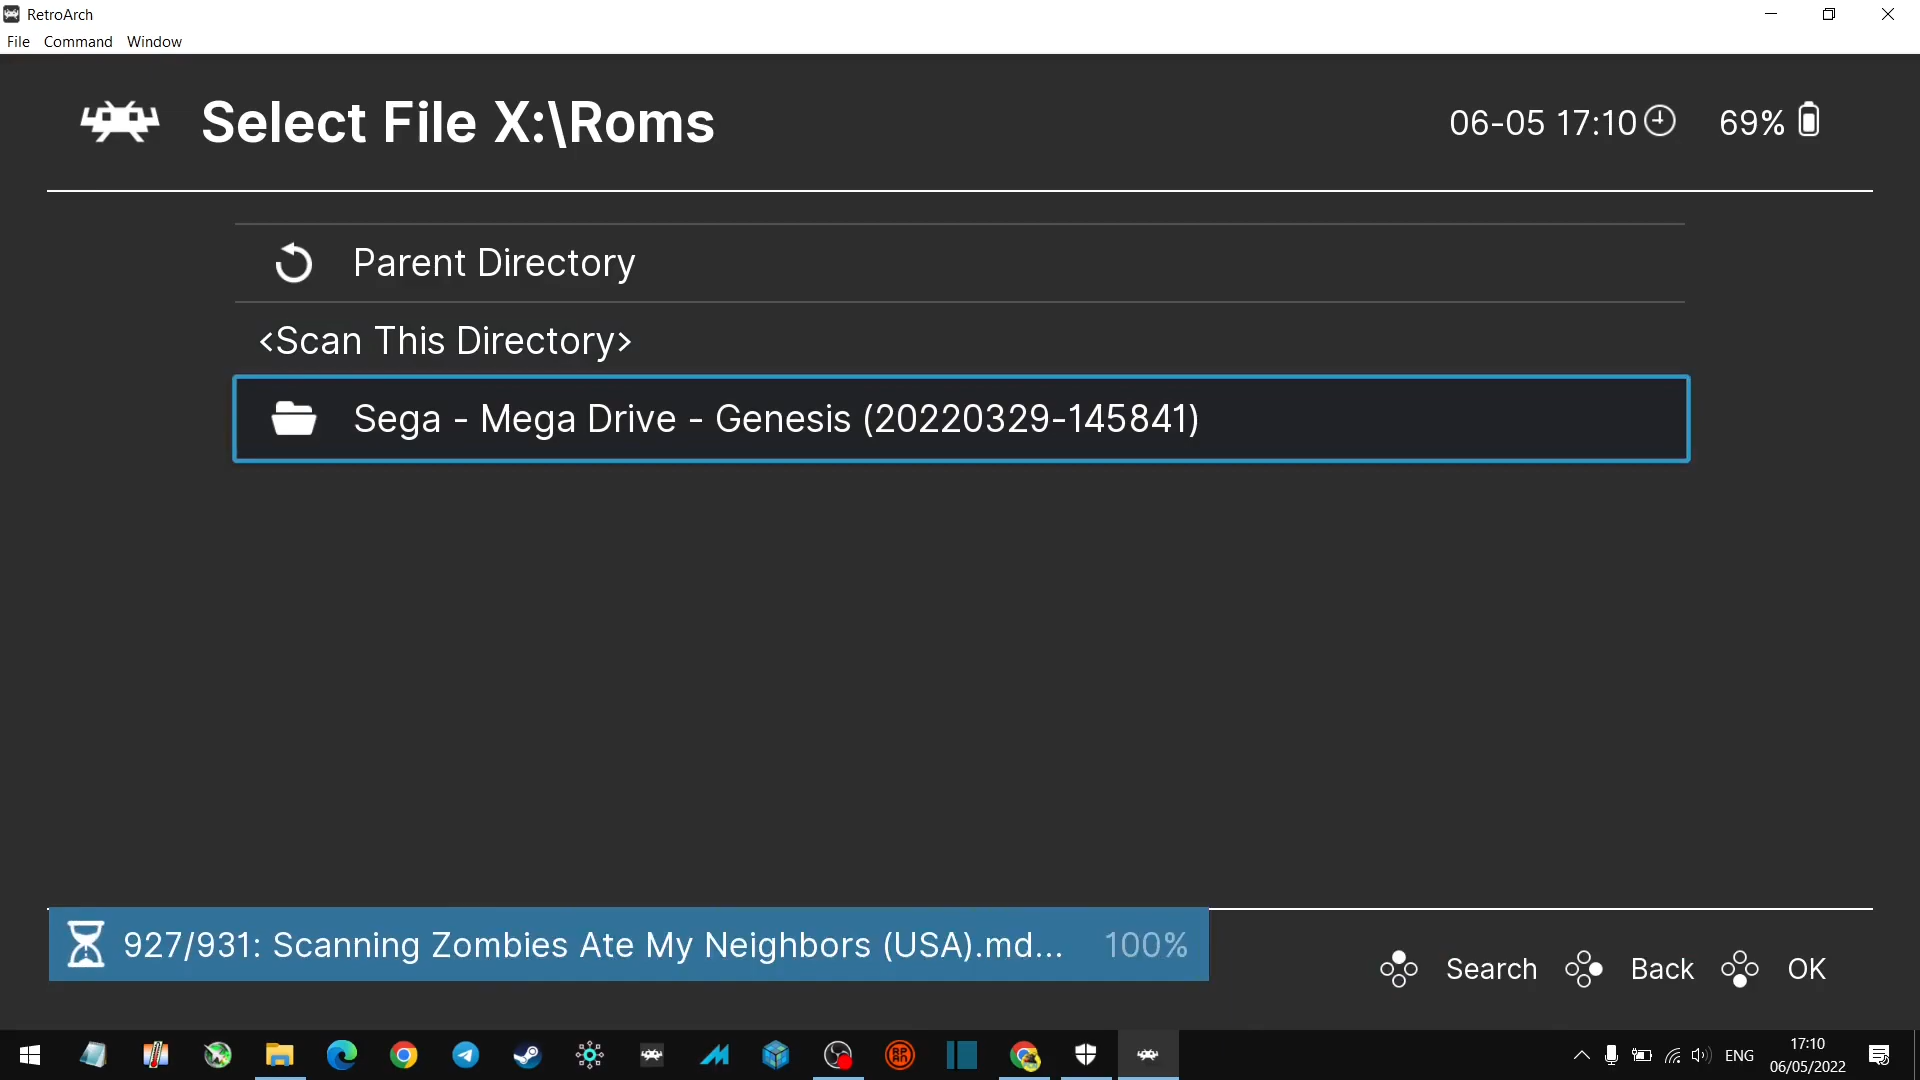 RetroArch
File Command Window
Select File X:\Roms
06-05 17:10 69%
Parent Directory
<Scan This Directory>
Sega - Mega Drive - Genesis (20220329-145841)
927/931: Scanning Zombies Ate My Neighbors (USA).md... 100%
Search Back OK
ENG
17:10
06/05/2022